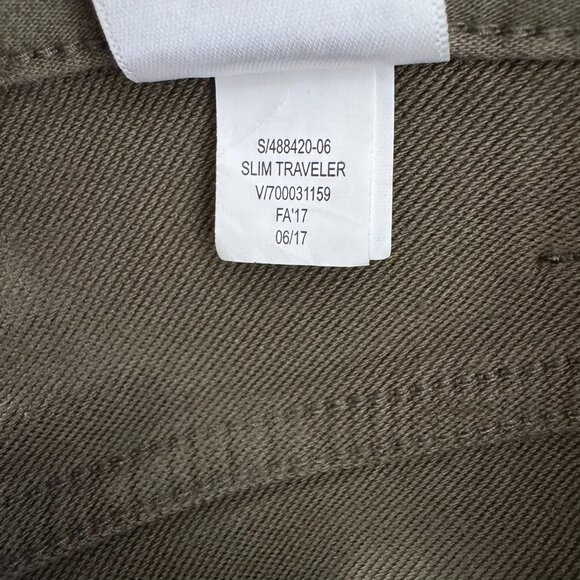 S/488420-06
SLIM TRAVELER
V/700031159
FA'17
06/17